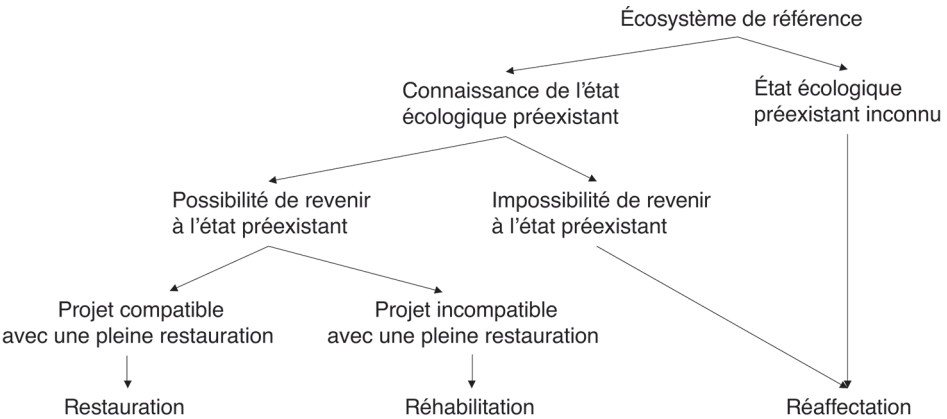 Écosystème de référence
Connaissance de l'état
écologique préexistant
État écologique
préexistant inconnu
Possibilité de revenir
à l'état préexistant
Impossibilité de revenir
à l'état préexistant
Projet compatible
avec une pleine restauration
Projet incompatible
avec une pleine restauration
Restauration
Réhabilitation
Réaffectation